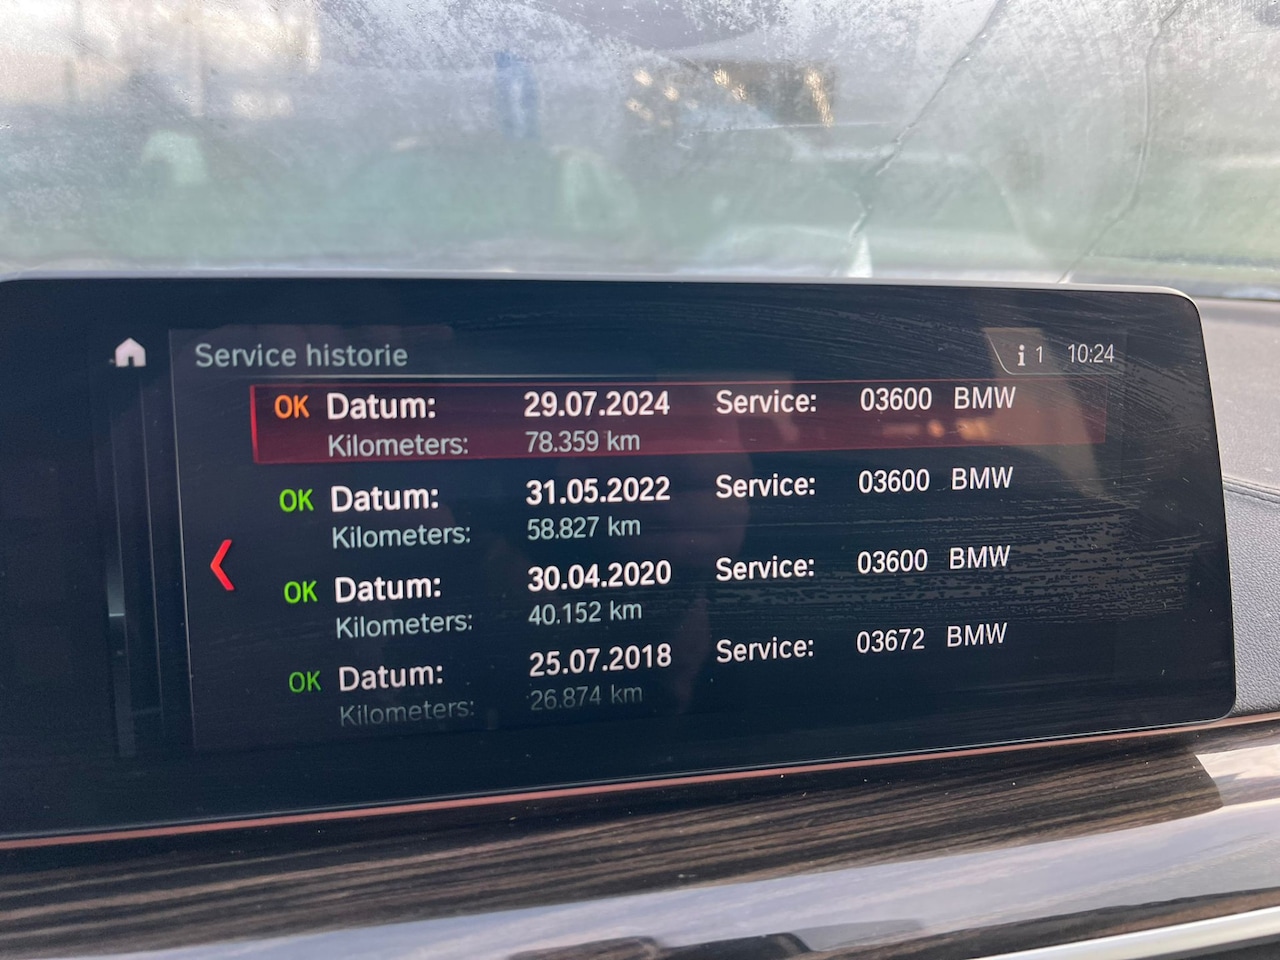 Service historie
i 1 10:24
OK Datum: 29.07.2024 Service: 03600 BMW
Kilometers: 78.359 km
OK Datum: 31.05.2022 Service: 03600 BMW
Kilometers: 58.827 km
OK Datum: 30.04.2020 Service: 03600 BMW
Kilometers: 40.152 km
OK Datum: 25.07.2018 Service: 03672 BMW
Kilometers: 26.874 km